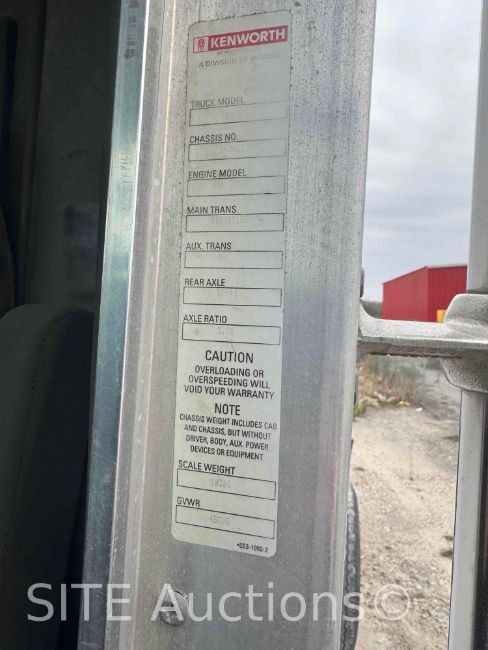 KENWORTH
A DIVISION OF
TRUCK MODEL
CHASSIS NO.
ENGINE MODEL
MAIN TRANS.
AUX. TRANS
REAR AXLE
AXLE RATIO
CAUTION
OVERLOADING OR
OVERSPEEDING WILL
VOID YOUR WARRANTY
NOTE
CHASSIS WEIGHT INCLUDES CAB
AND CHASSIS, BUT WITHOUT
DRIVER, BODY, AUX. POWER
DEVICES OR EQUIPMENT
SCALE WEIGHT
18260
GVWR
SITE Auctions©